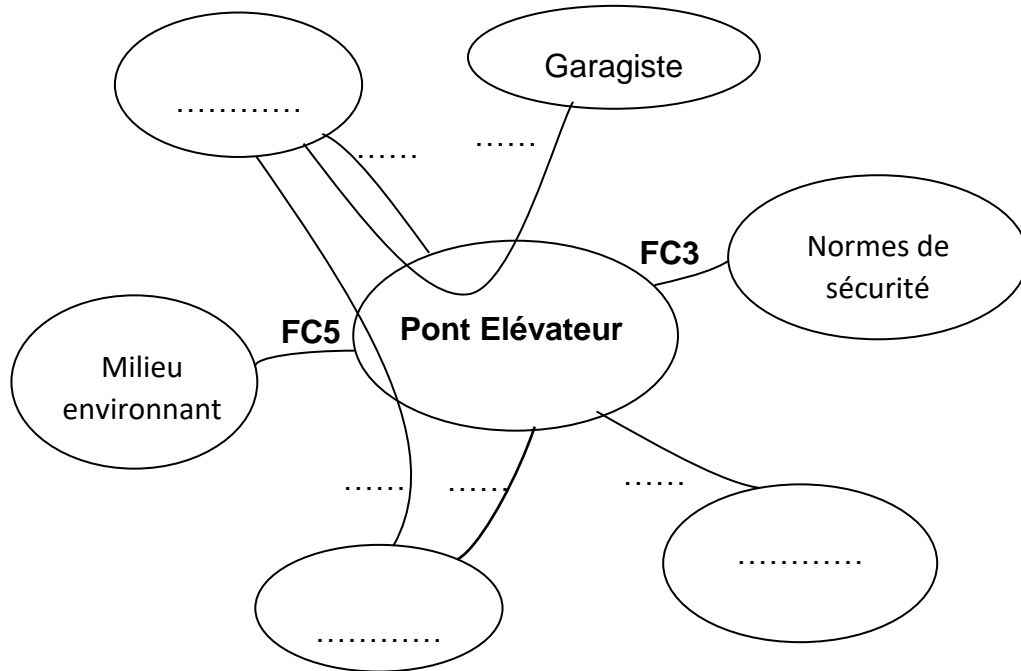 Garagiste
............
......
......
FC3
Normes de
sécurité
FC5
Pont Elévateur
Milieu
environnant
......
......
......
............
............